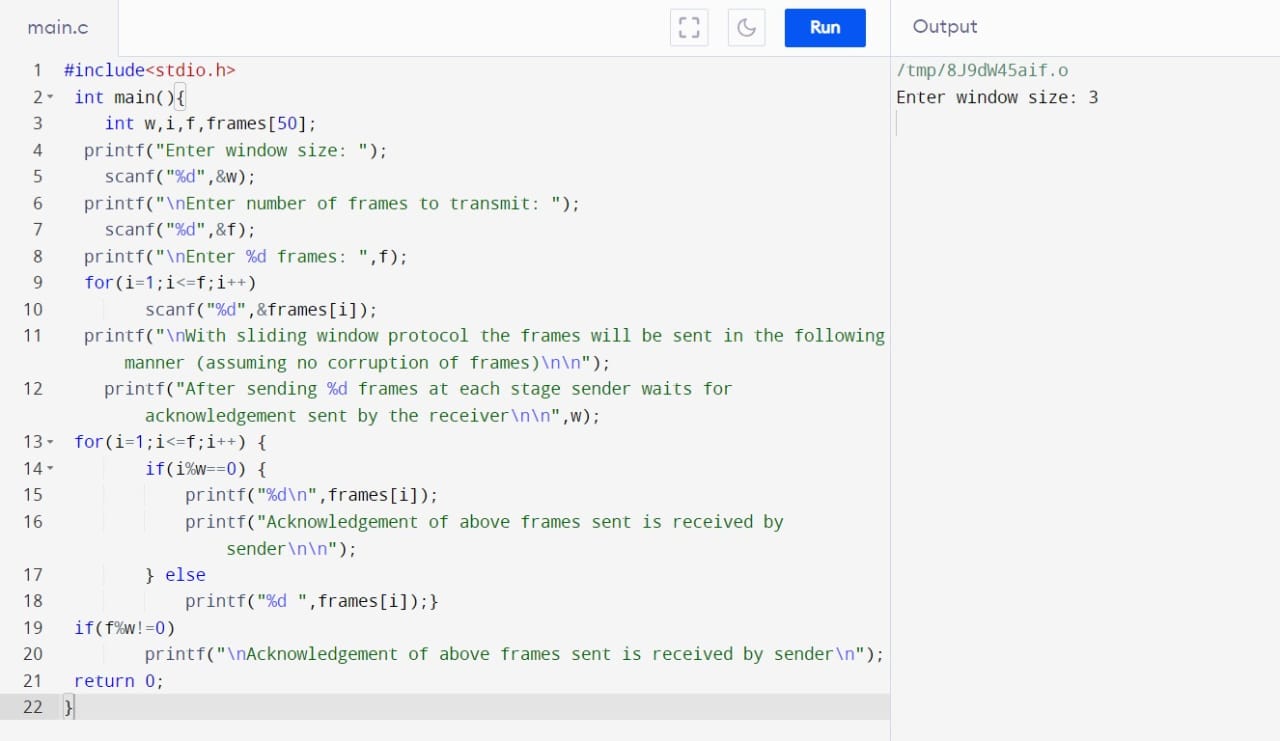 main.c
Run
Output
1 #include<stdio.h>
2 int main(){
3 int w,i,f,frames[50];
4 printf("Enter window size: ");
5 scanf("%d",&w);
6 printf("\nEnter number of frames to transmit: ");
7 scanf("%d",&f);
8 printf("\nEnter %d frames: ",f);
9 for(i=1;i<=f;i++)
10 scanf("%d",&frames[i]);
11 printf("\nWith sliding window protocol the frames will be sent in the following
manner (assuming no corruption of frames)\n\n");
12 printf("After sending %d frames at each stage sender waits for
acknowledgement sent by the receiver\n\n",w);
13 for(i=1;i<=f;i++) {
14 if(i%w==0) {
15 printf("%d\n",frames[i]);
16 printf("Acknowledgement of above frames sent is received by
sender\n\n");
17 } else
18 printf("%d ",frames[i]);}
19 if(f%w!=0)
20 printf("\nAcknowledgement of above frames sent is received by sender\n");
21 return 0;
22 }
/tmp/8J9dW45aif.o
Enter window size: 3